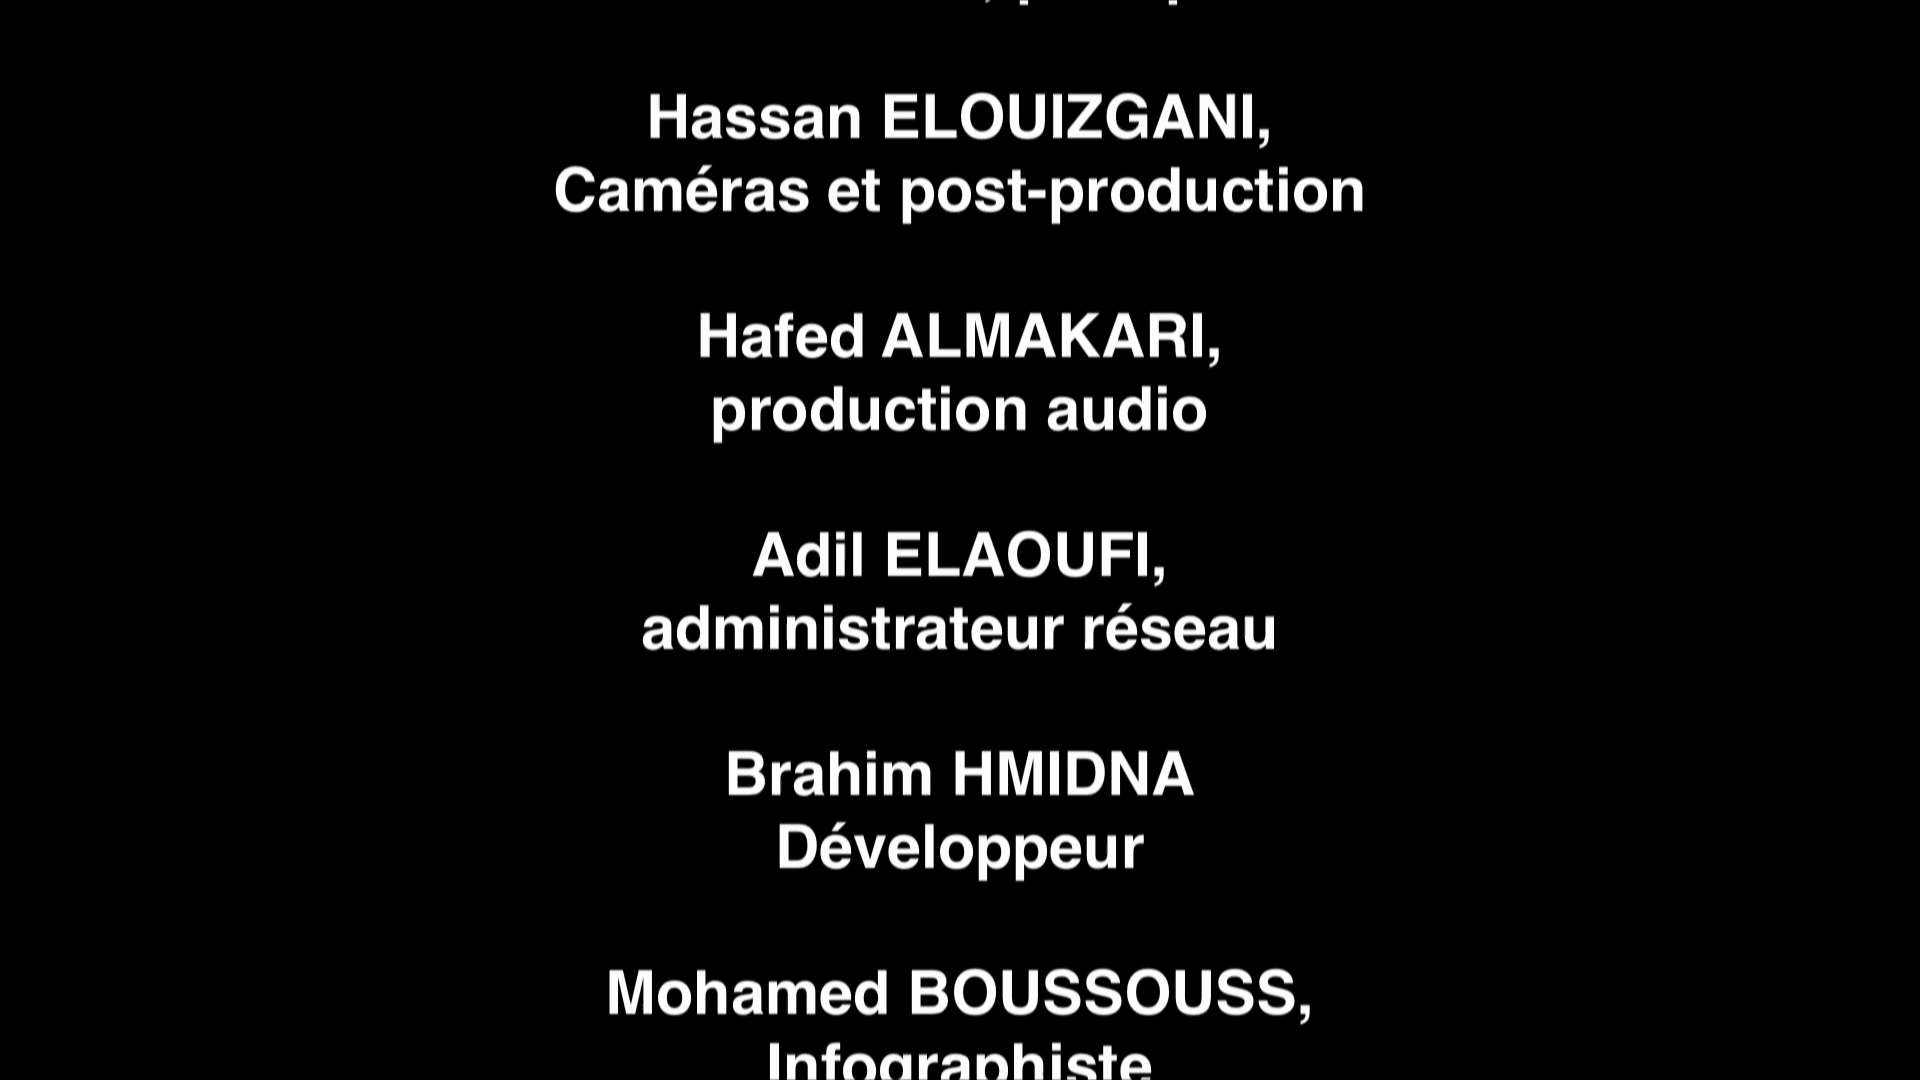 Hassan ELOUIZGANI,
Caméras et post-production
Hafed ALMAKARI,
production audio
Adil ELAOUFI,
administrateur réseau
Brahim HMIDNA
Développeur
Mohamed BOUSSOUSS,
Infographiste